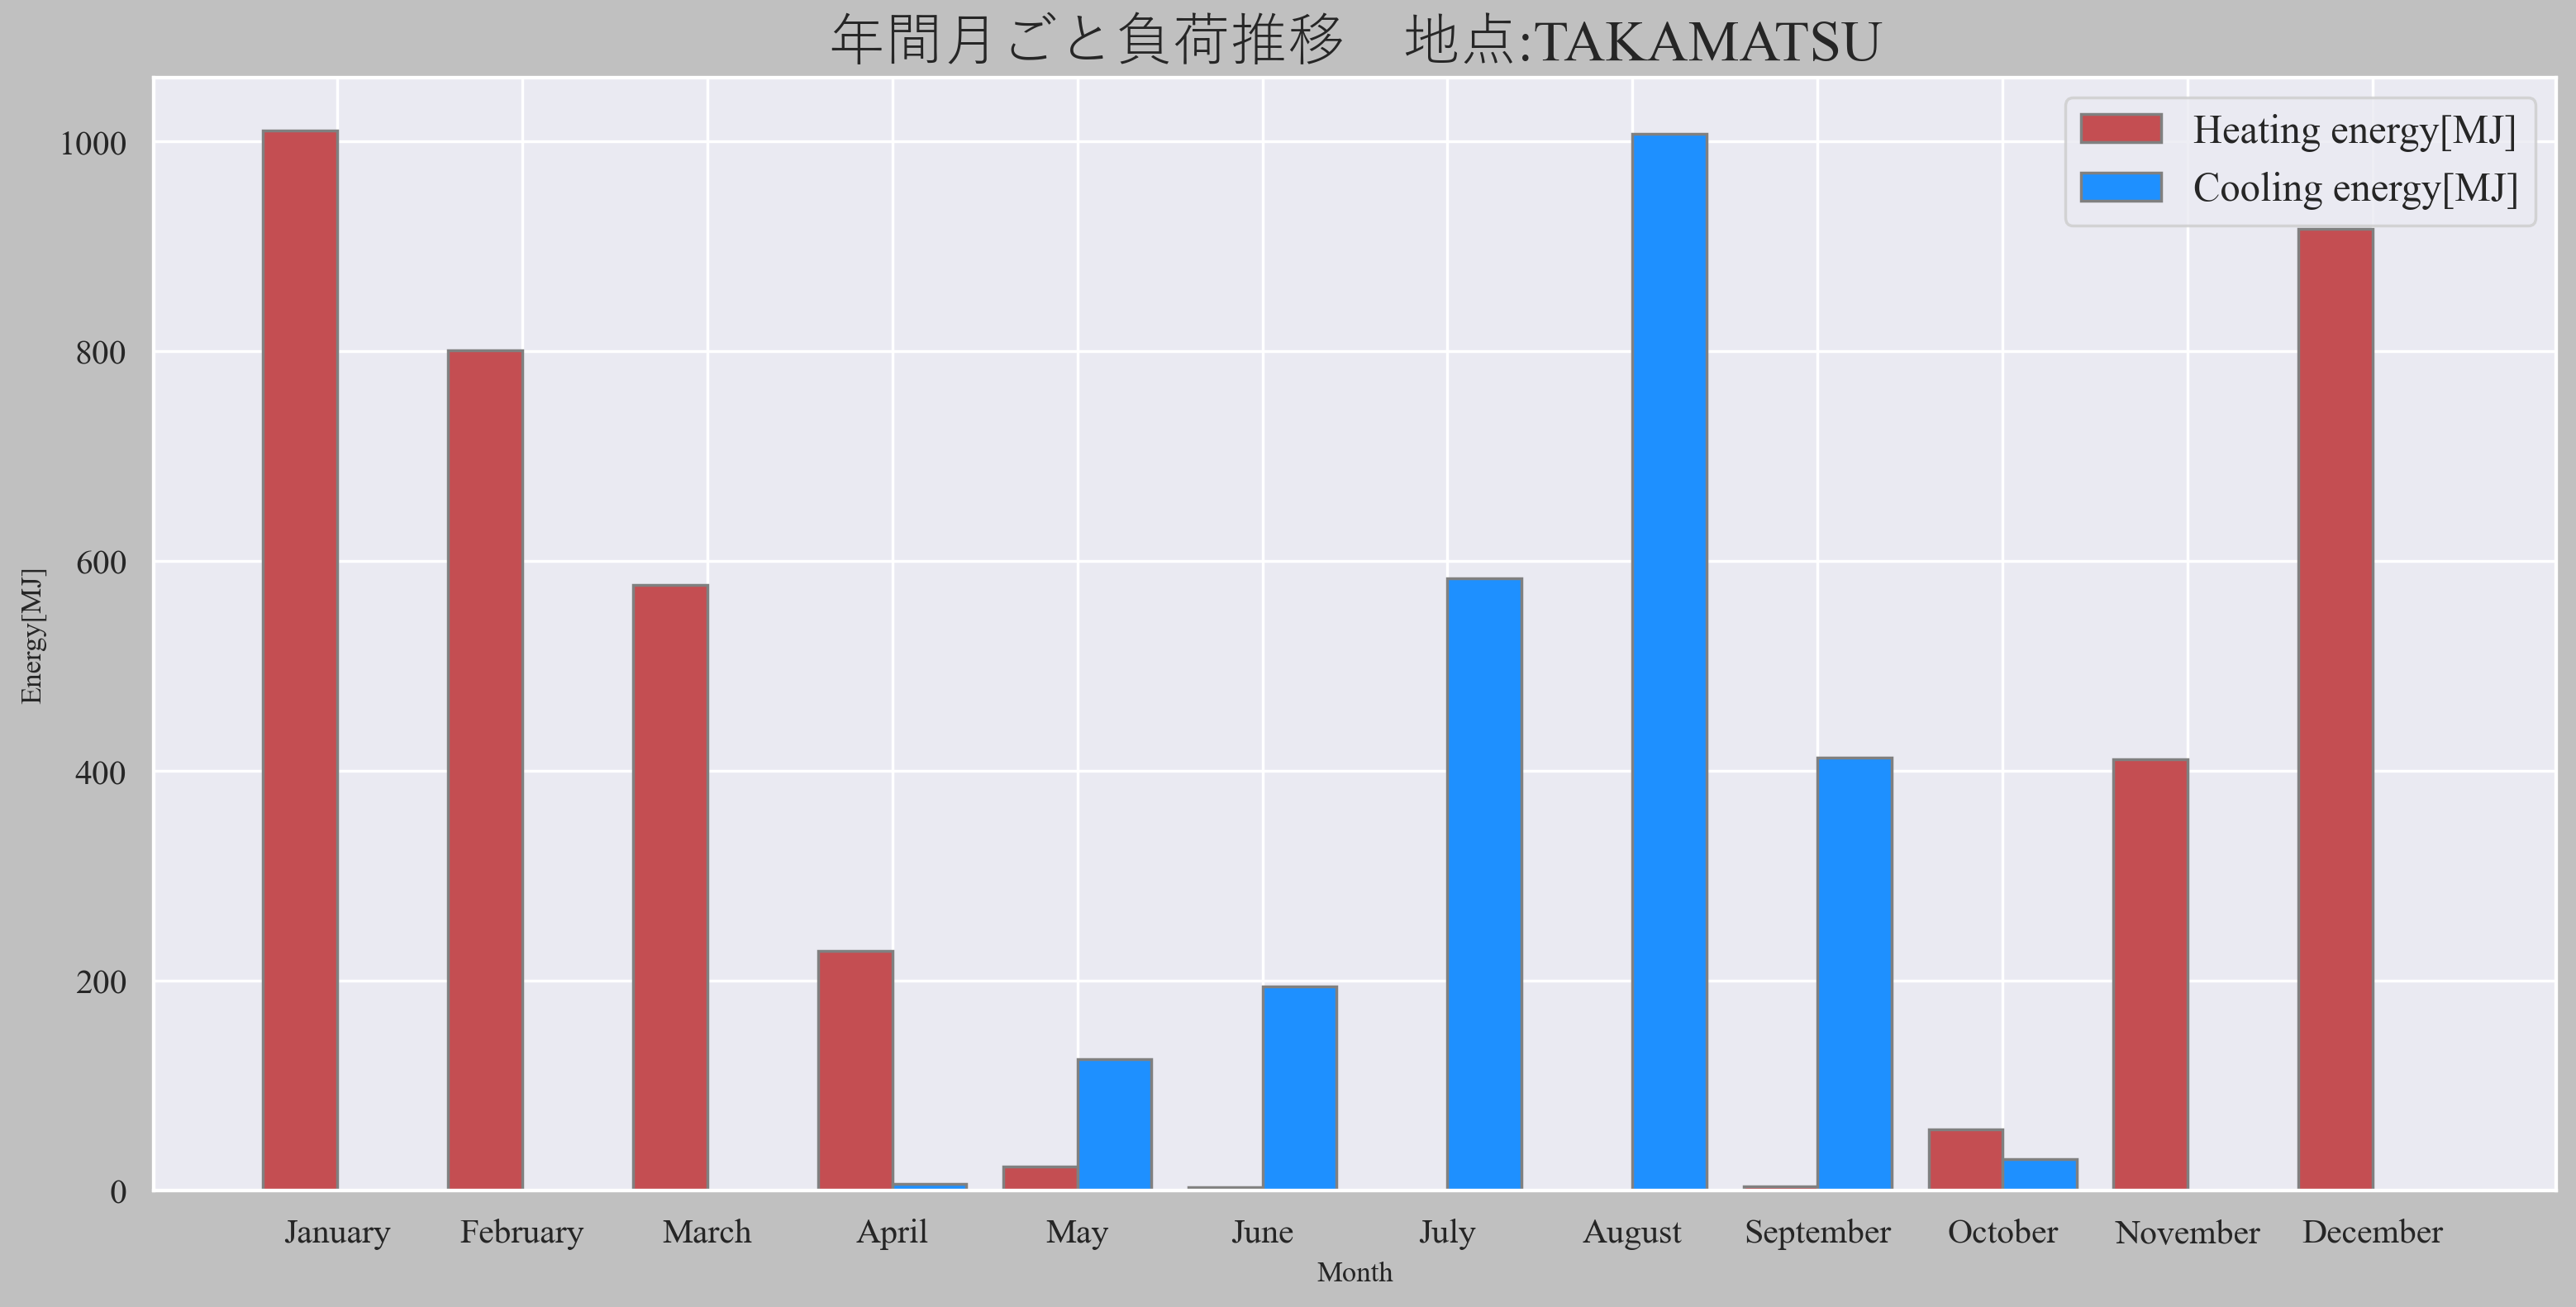 年間月ごと負荷推移　地点:TAKAMATSU
Heating energy[MJ]
Cooling energy[MJ]
1000
800
600
400
200
0
Energy[MJ]
January February March April May June July August September October November December
Month